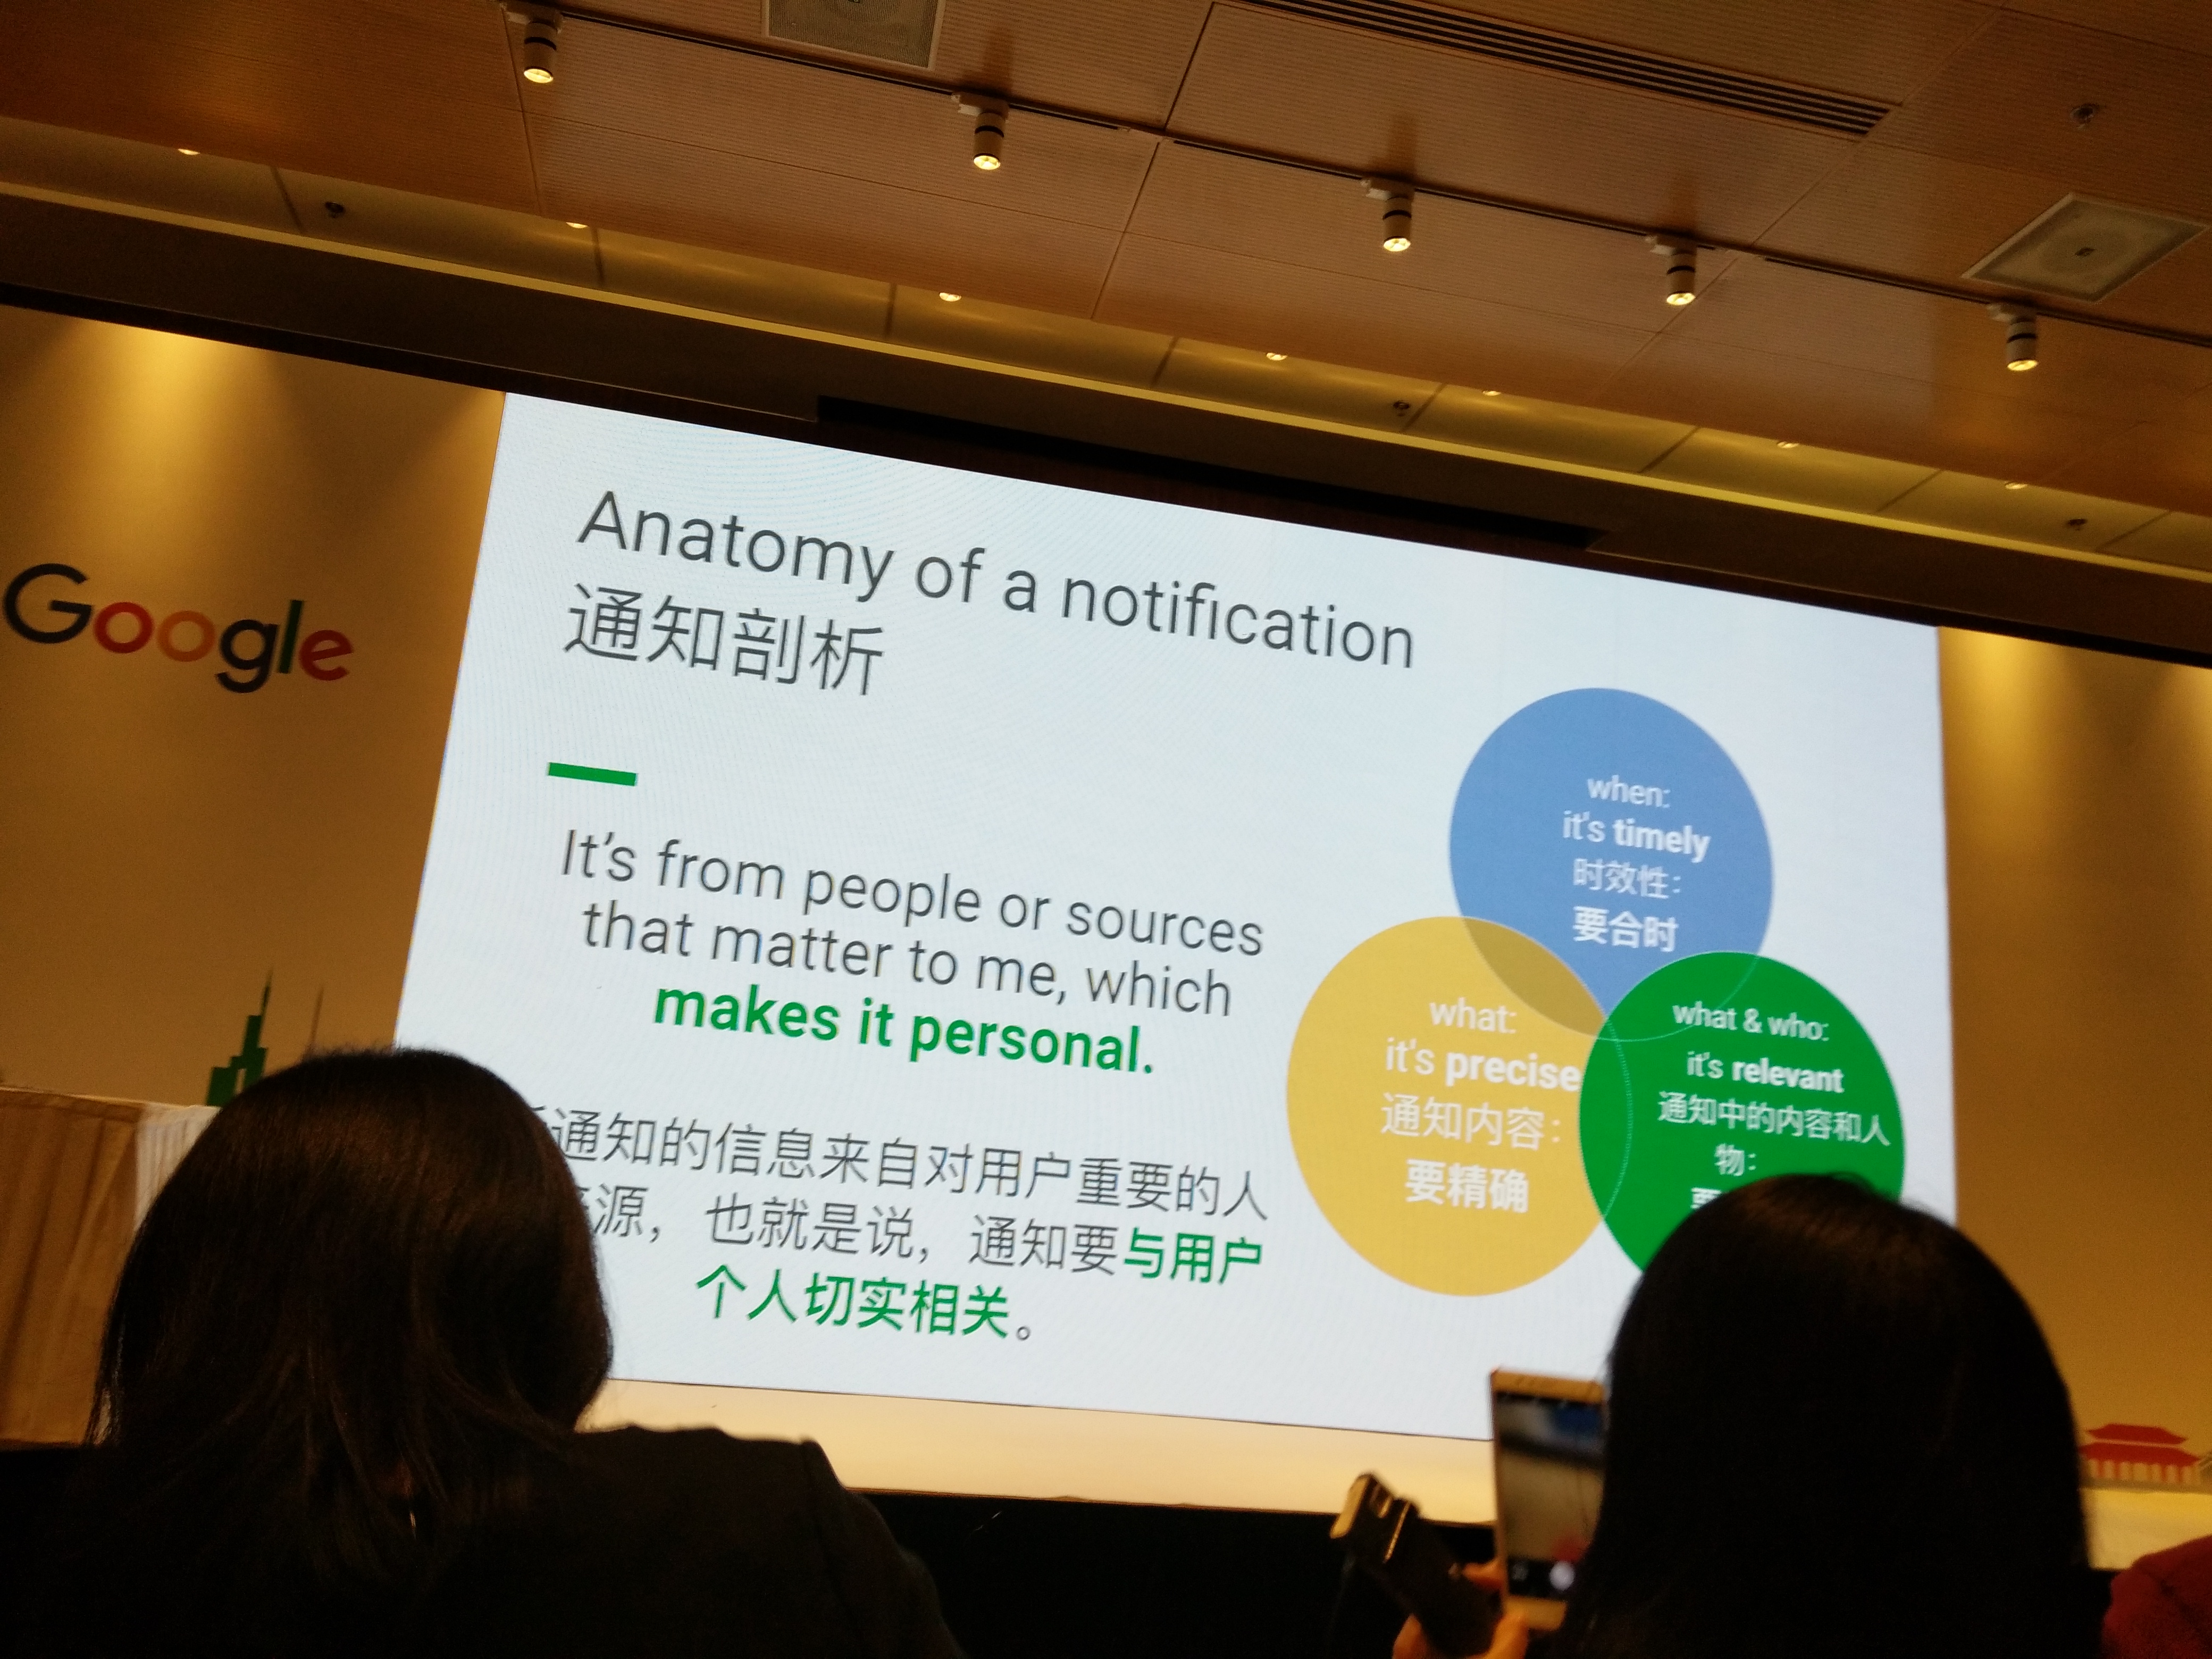 Google
Anatomy of a notification
通知剖析
It's from people or sources
that matter to me, which
makes it personal.
通知的信息来自对用户重要的人
源，也就是说，通知要与用户
个人切实相关。
when:
it's timely
时效性：
要合时
what:
it's precise
通知内容：
要精确
what & who:
it's relevant
通知中的内容和人
物：